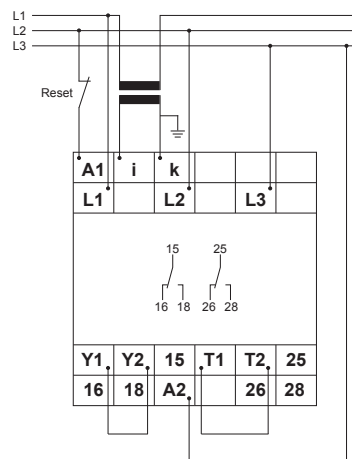 L1
L2
L3
Reset
A1 i k
L1 L2 L3
15 25
16 18 26 28
Y1 Y2 15 T1 T2 25
16 18 A2 26 28